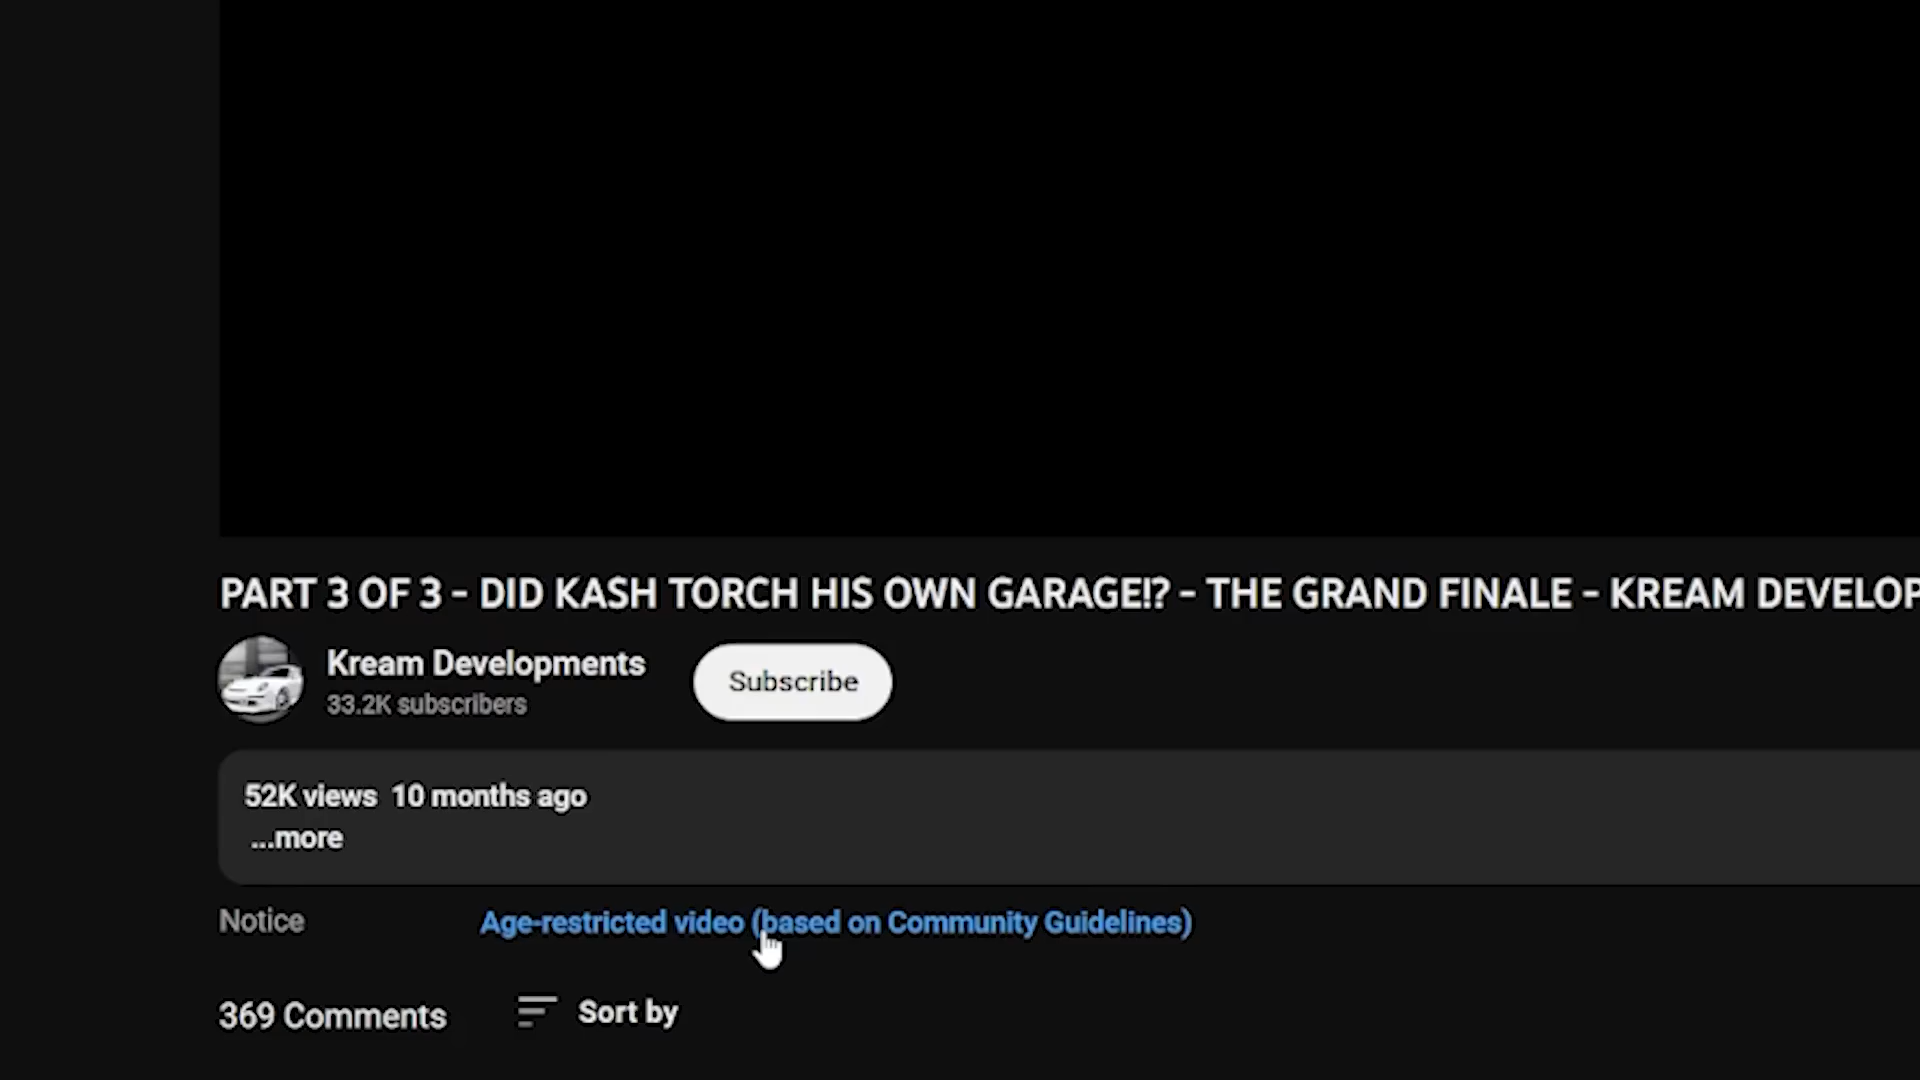 PART 3 OF 3 - DID KASH TORCH HIS OWN GARAGE!? - THE GRAND FINALE - KREAM DEVELOP
Kream Developments
33.2K subscribers
Subscribe
52K views 10 months ago
...more
Notice Age-restricted video (based on Community Guidelines)
369 Comments Sort by